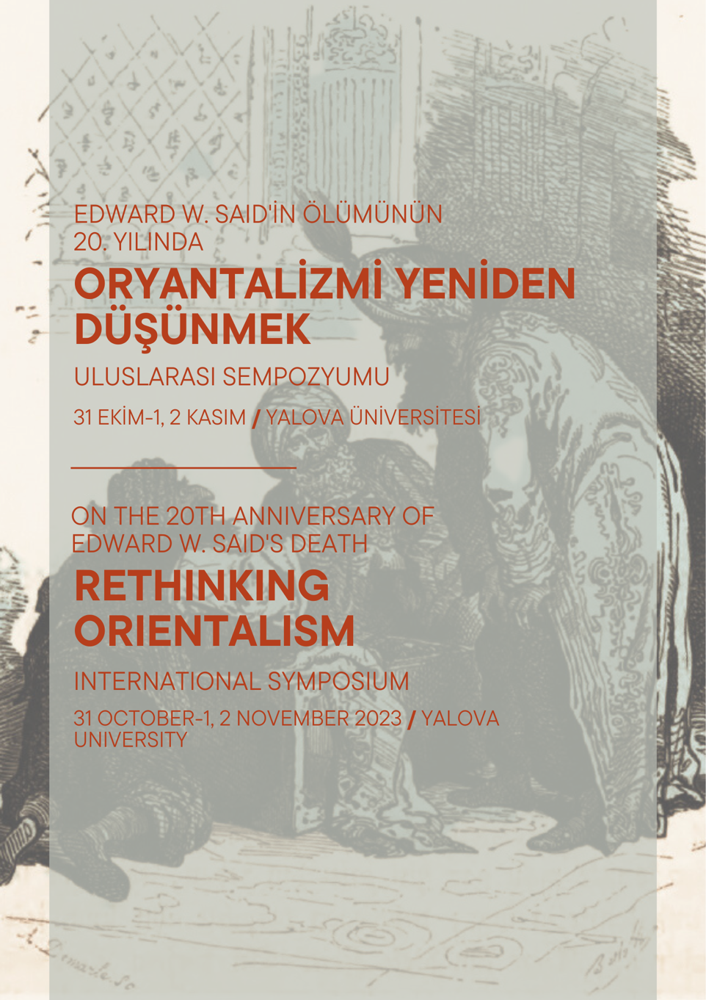 EDWARD W. SAID'İN ÖLÜMÜNÜN
20. YILINDA
ORYANTALİZMİ YENİDEN
DÜŞÜNMEK
ULUSLARASI SEMPOZYUMU
31 EKİM-1, 2 KASIM / YALOVA ÜNİVERSİTESİ
ON THE 20TH ANNIVERSARY OF
EDWARD W. SAID'S DEATH
RETHINKING
ORIENTALISM
INTERNATIONAL SYMPOSIUM
31 OCTOBER-1, 2 NOVEMBER 2023 / YALOVA
UNIVERSITY